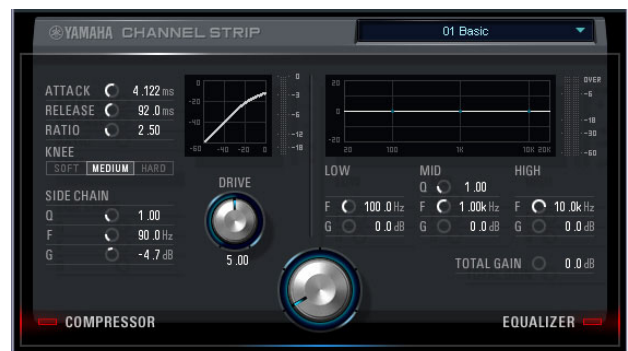 YAMAHA CHANNEL STRIP
01 Basic
ATTACK 4.122 ms
RELEASE 92.0 ms
RATIO 2.50
KNEE
SOFT MEDIUM HARD
SIDE CHAIN
Q 1.00
F 90.0 Hz
G -4.7 dB
0
-20
-40
-60 -40 -20 0
0
-3
-6
-12
-18
DRIVE
5.00
20
0
-20
20 100 1K 10K 20K
OVER
-6
-18
-30
-60
LOW MID HIGH
Q 1.00
F 100.0 Hz F 1.00k Hz F 10.0k Hz
G 0.0 dB G 0.0 dB G 0.0 dB
TOTAL GAIN 0.0 dB
COMPRESSOR EQUALIZER